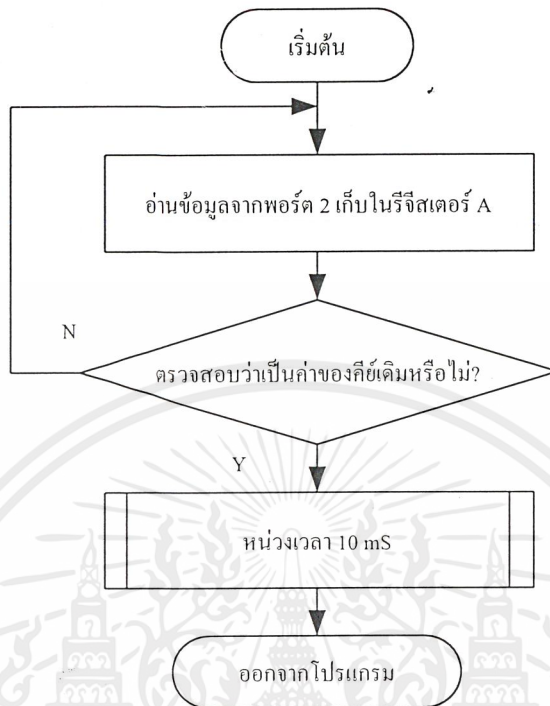 เริ่มต้น
อ่านข้อมูลจากพอร์ต 2 เก็บในรีจีสเตอร์ A
N
ตรวจสอบว่าเป็นค่าของคีย์เดิมหรือไม่?
Y
หน่วงเวลา 10 mS
ออกจากโปรแกรม